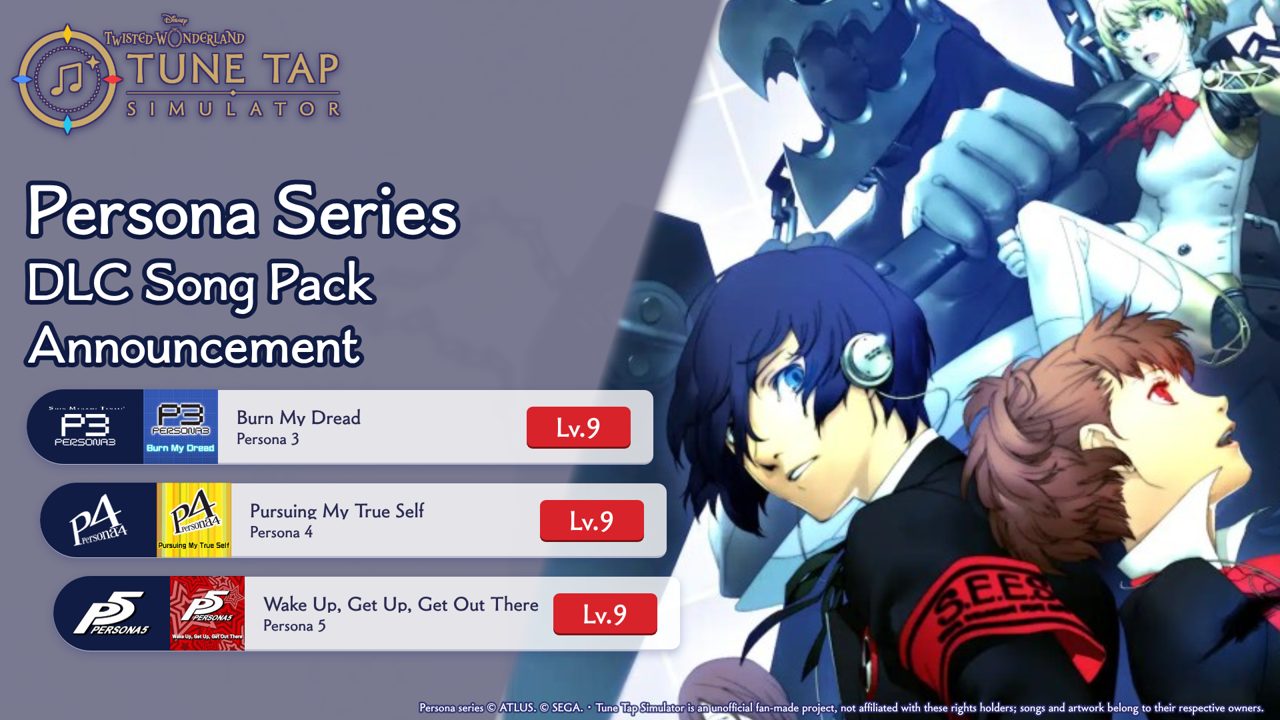 Disney
TWISTED-WONDERLAND
TUNE TAP
SIMULATOR
Persona Series
DLC Song Pack
Announcement
P3
PERSONA3
P3
PERSONA3
Burn My Dread
Burn My Dread
Persona 3
Lv.9
P4
Persona4
P4
Persona4
Pursuing My True Self
Pursuing My True Self
Persona 4
Lv.9
P5
PERSONA5
P5
PERSONA5
Wake Up, Get Up, Get Out There
Wake Up, Get Up, Get Out There
Persona 5
Lv.9
S.E.E.S
Persona series © ATLUS. © SEGA. • Tune Tap Simulator is an unofficial fan-made project, not affiliated with these rights holders; songs and artwork belong to their respective owners.